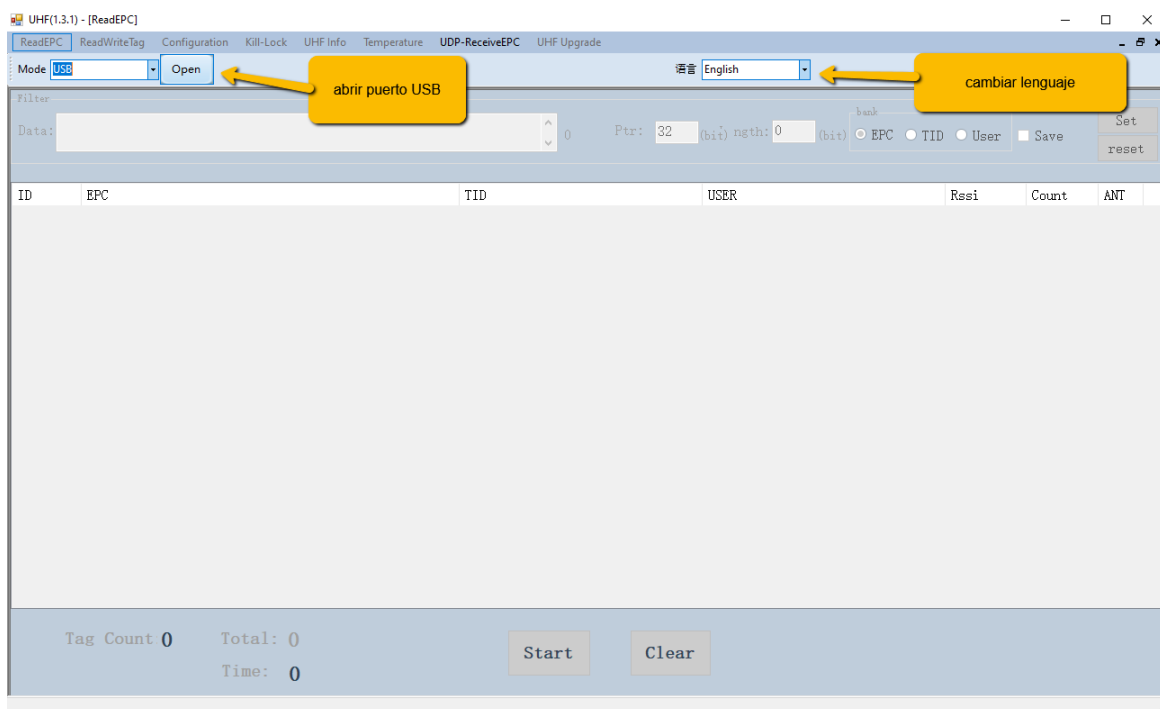 UHF(1.3.1) - [ReadEPC]
ReadEPC ReadWriteTag Configuration Kill-Lock UHF Info Temperature UDP-ReceiveEPC UHF Upgrade
Mode USB Open 语言 English
abrir puerto USB
cambiar lenguaje
Filter
Data: 0 Ptr: 32 (bit) ngth: 0 (bit) bank EPC TID User Save Set
reset
ID EPC TID USER Rssi Count ANT
Tag Count 0 Total: 0
Start Clear
Time: 0